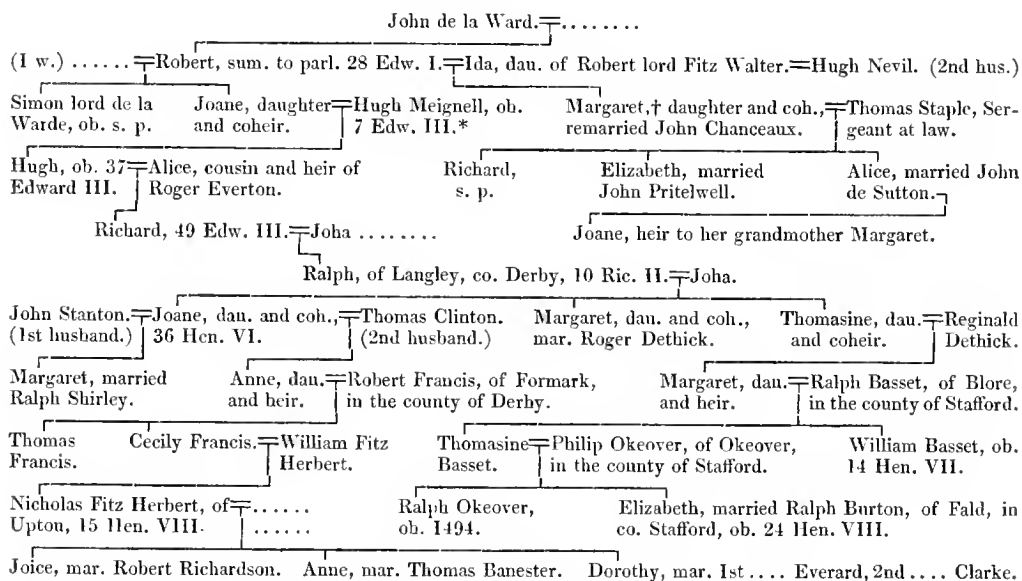 John de la Ward.=........
(1 w.) ......=Robert, sum. to parl. 28 Edw. I.=Ida, dau. of Robert lord Fitz Walter.=Hugh Nevil. (2nd hus.)
Simon lord de la Joane, daughter=Hugh Meignell, ob. Margaret,† daughter and coh.,=Thomas Staple, Ser-
Warde, ob. s. p. and coheir. 7 Edw. III.* remarried John Chanceaux. geant at law.
Hugh, ob. 37=Alice, cousin and heir of Richard, Elizabeth, married Alice, married John
Edward III. Roger Everton. s. p. John Pritelwell. de Sutton.
Richard, 49 Edw. III.=Joha ........ Joane, heir to her grandmother Margaret.
Ralph, of Langley, co. Derby, 10 Ric. II.=Joha.
John Stanton.=Joane, dau. and coh.,=Thomas Clinton. Margaret, dau. and coh., Thomasine, dau.=Reginald
(1st husband.) 36 Hen. VI. (2nd husband.) mar. Roger Dethick. and coheir. Dethick.
Margaret, married Anne, dau.=Robert Francis, of Formark, Margaret, dau.=Ralph Basset, of Blore,
Ralph Shirley. and heir. in the county of Derby. and heir. in the county of Stafford.
Thomas Cecily Francis.=William Fitz Thomasine=Philip Okeover, of Okeover, William Basset, ob.
Francis. Herbert. Basset. in the county of Stafford. 14 Hen. VII.
Nicholas Fitz Herbert, of=...... Ralph Okeover, Elizabeth, married Ralph Burton, of Fald, in
Upton, 15 Hen. VIII. ...... ob. 1494. co. Stafford, ob. 24 Hen. VIII.
Joice, mar. Robert Richardson. Anne, mar. Thomas Banester. Dorothy, mar. 1st .... Everard, 2nd .... Clarke.